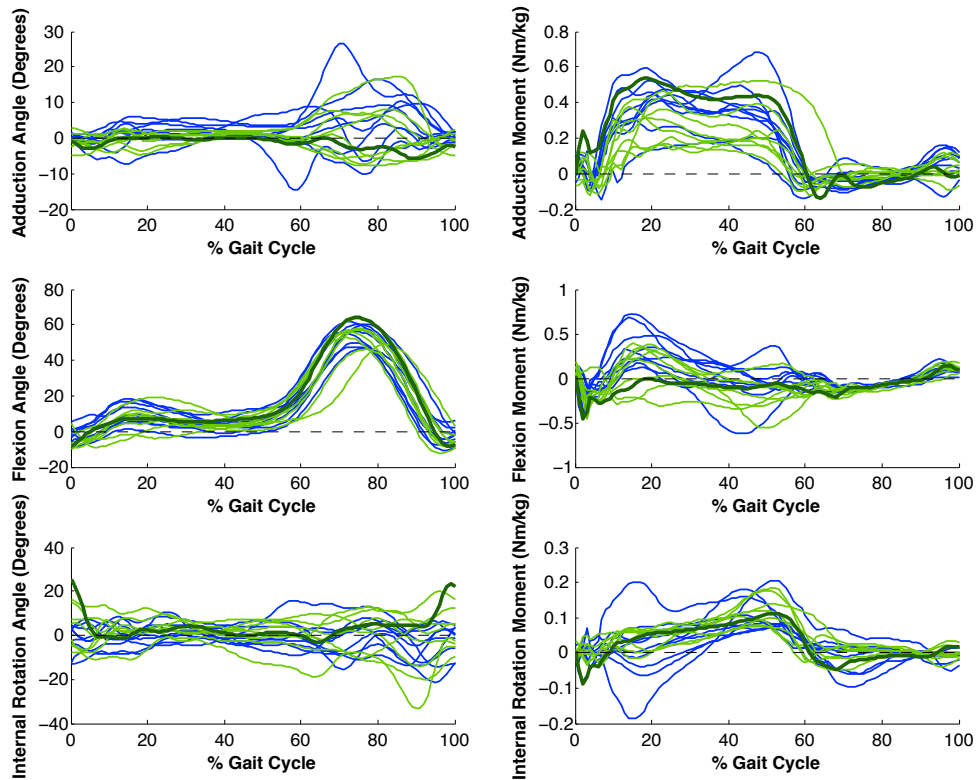 Adduction Angle (Degrees)
30
20
10
0
−10
−20
0 20 40 60 80 100
% Gait Cycle
Adduction Moment (Nm/kg)
0.8
0.6
0.4
0.2
0
−0.2
0 20 40 60 80 100
% Gait Cycle
Flexion Angle (Degrees)
80
60
40
20
0
−20
0 20 40 60 80 100
% Gait Cycle
Flexion Moment (Nm/kg)
1
0.5
0
−0.5
−1
0 20 40 60 80 100
% Gait Cycle
Internal Rotation Angle (Degrees)
40
20
0
−20
−40
0 20 40 60 80 100
% Gait Cycle
Internal Rotation Moment (Nm/kg)
0.3
0.2
0.1
0
−0.1
−0.2
0 20 40 60 80 100
% Gait Cycle